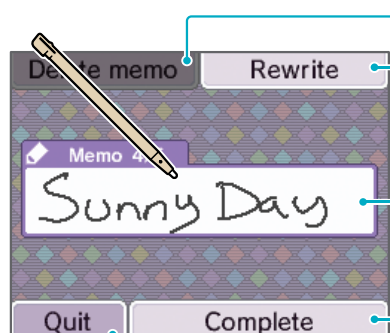 Delete memo
Rewrite
Memo 4
Sunny Day
Quit
Complete